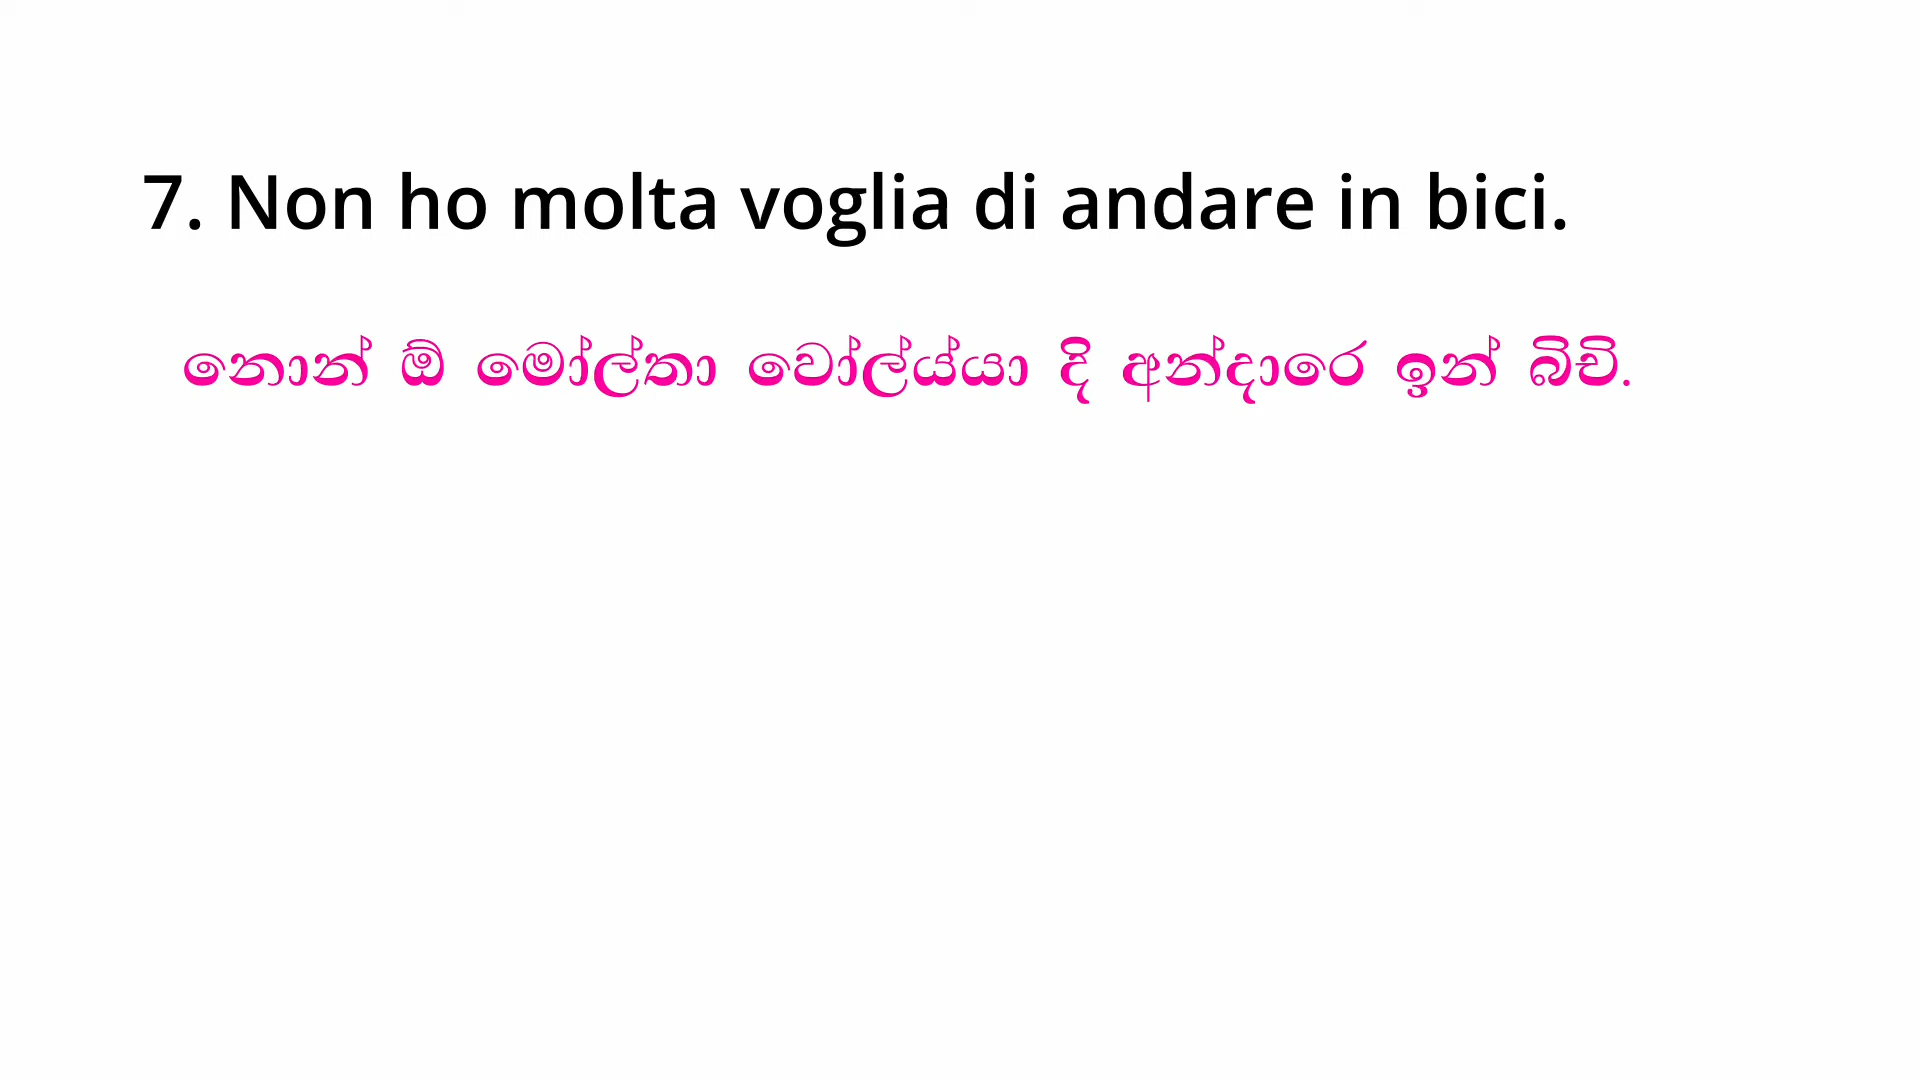 7. Non ho molta voglia di andare in bici.
නොන් ඕ මෝල්තා වෝල්ය්යා දි අන්දාරෙ ඉන් බිචි.